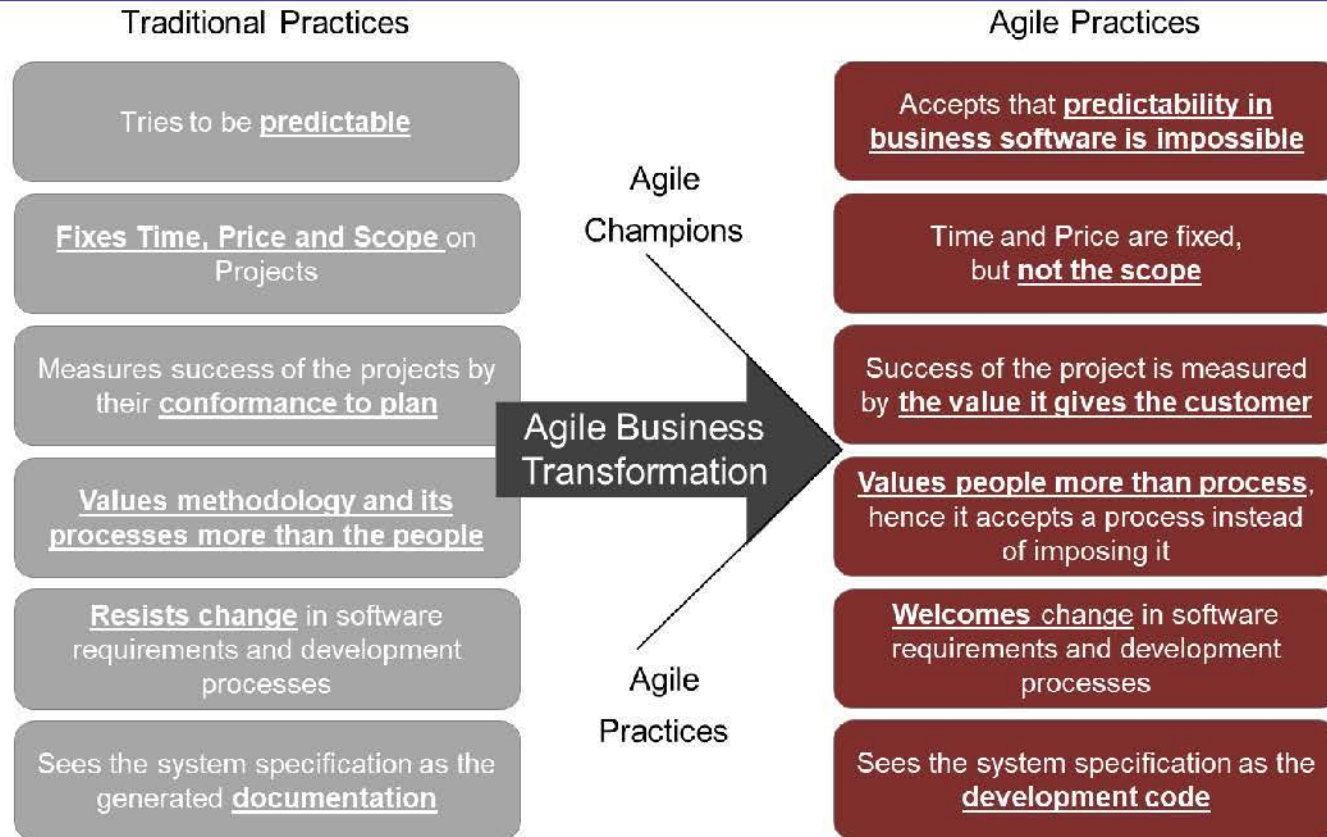 Traditional Practices
Tries to be predictable
Fixes Time, Price and Scope on
Projects
Measures success of the projects by
their conformance to plan
Values methodology and its
processes more than the people
Resists change in software
requirements and development
processes
Sees the system specification as the
generated documentation
Agile
Champions
Agile Business
Transformation
Agile
Practices
Agile Practices
Accepts that predictability in
business software is impossible
Time and Price are fixed,
but not the scope
Success of the project is measured
by the value it gives the customer
Values people more than process,
hence it accepts a process instead
of imposing it
Welcomes change in software
requirements and development
processes
Sees the system specification as the
development code